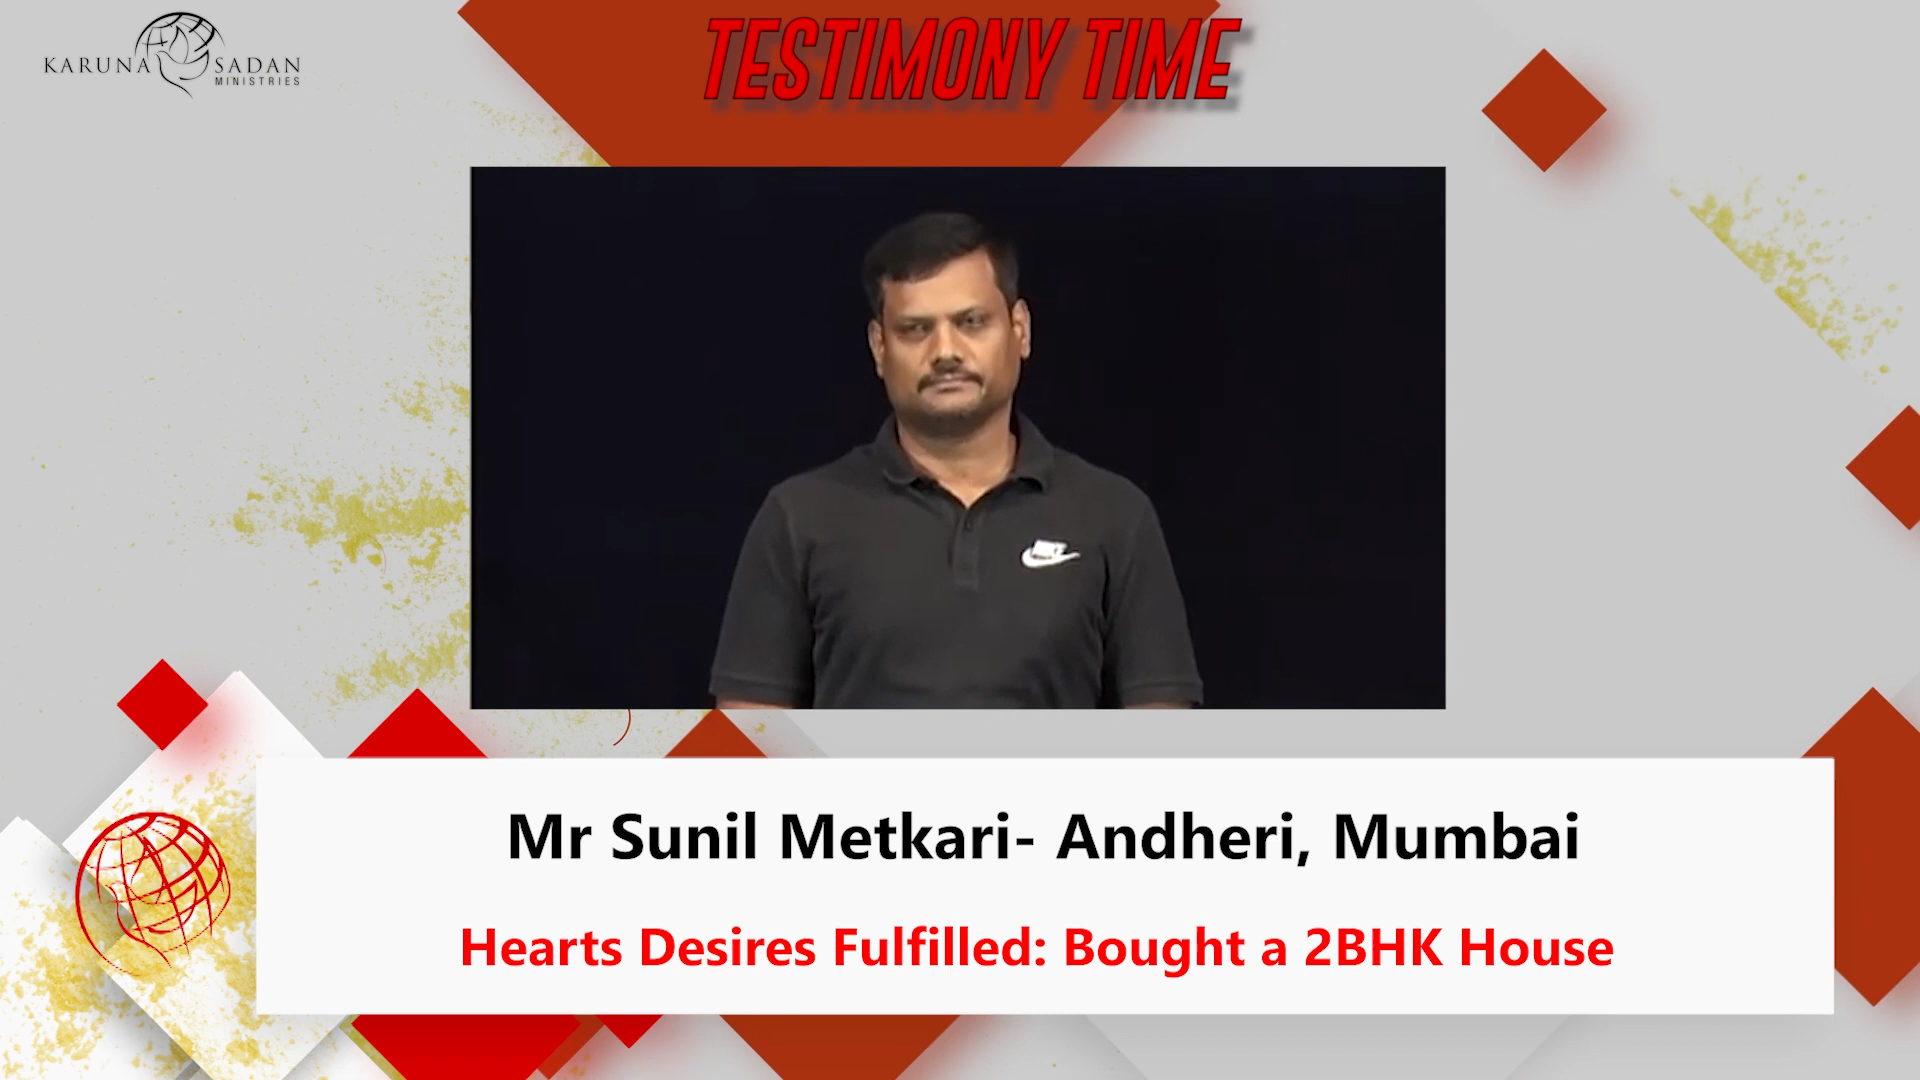 KARUNA SADAN
MINISTRIES
TESTIMONY TIME
Mr Sunil Metkari- Andheri, Mumbai
Hearts Desires Fulfilled: Bought a 2BHK House